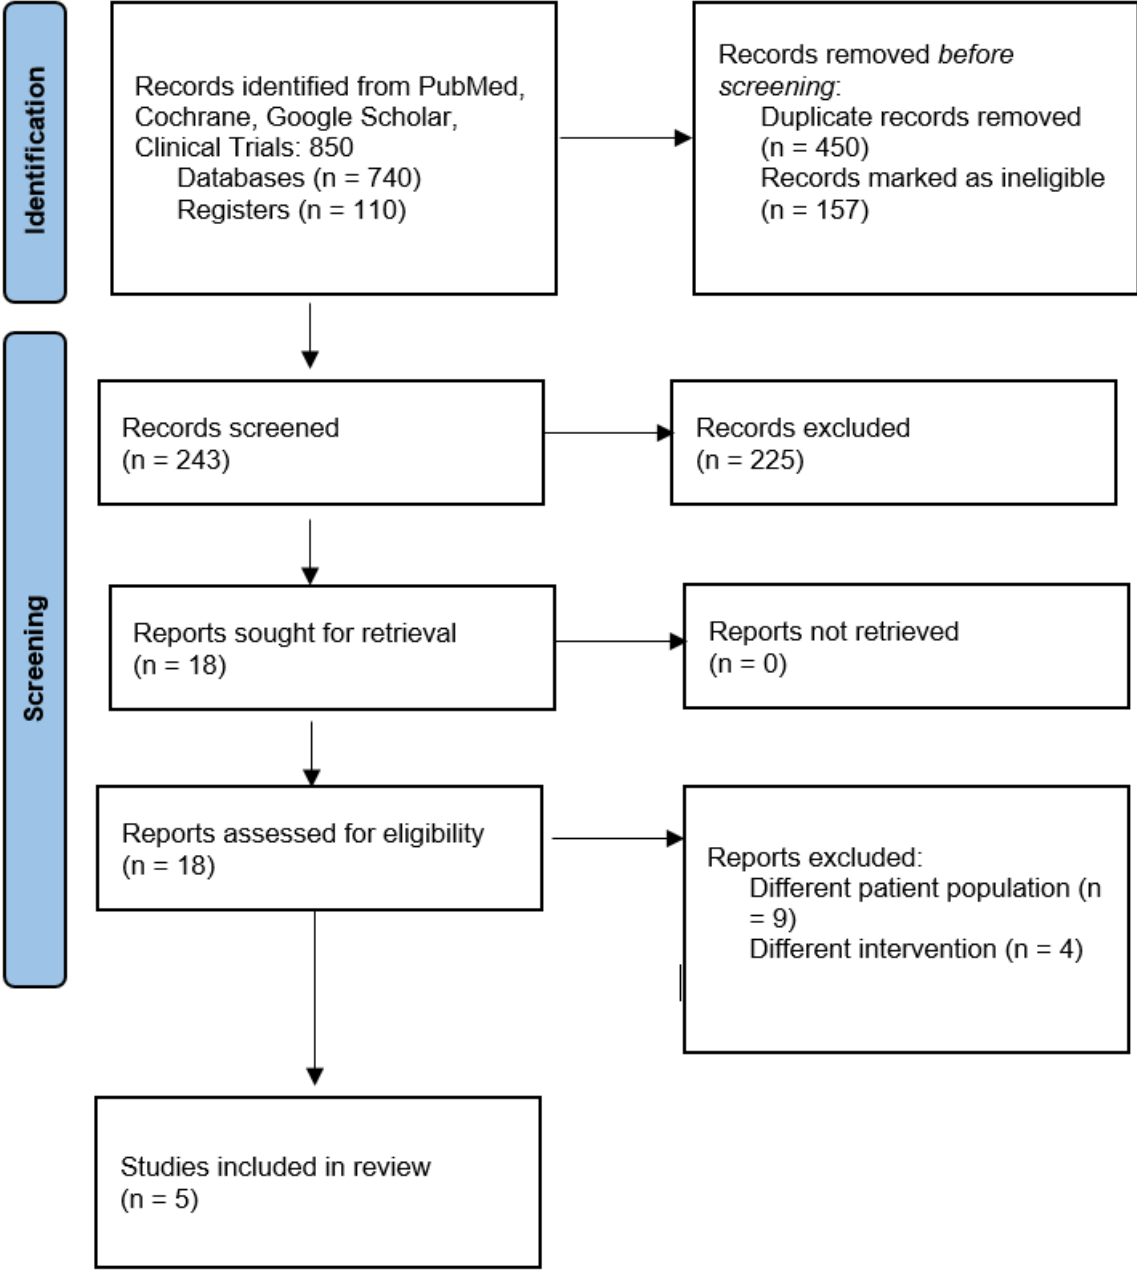 Identification
Records identified from PubMed,
Cochrane, Google Scholar,
Clinical Trials: 850
Databases (n = 740)
Registers (n = 110)
Records removed before
screening:
Duplicate records removed
(n = 450)
Records marked as ineligible
(n = 157)
Screening
Records screened
(n = 243)
Records excluded
(n = 225)
Reports sought for retrieval
(n = 18)
Reports not retrieved
(n = 0)
Reports assessed for eligibility
(n = 18)
Reports excluded:
Different patient population (n
= 9)
Different intervention (n = 4)
Studies included in review
(n = 5)